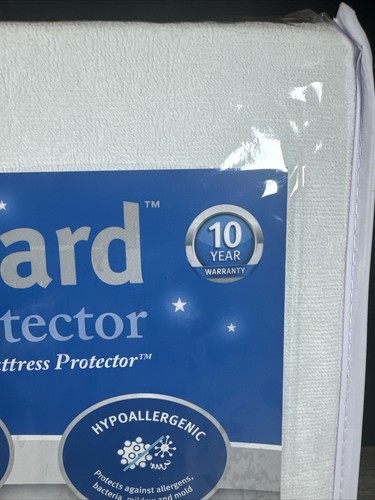 ard™
10
YEAR
WARRANTY
tector
ttress Protector™
HYPOALLERGENIC
Protects against allergens,
bacteria, mildew and mold